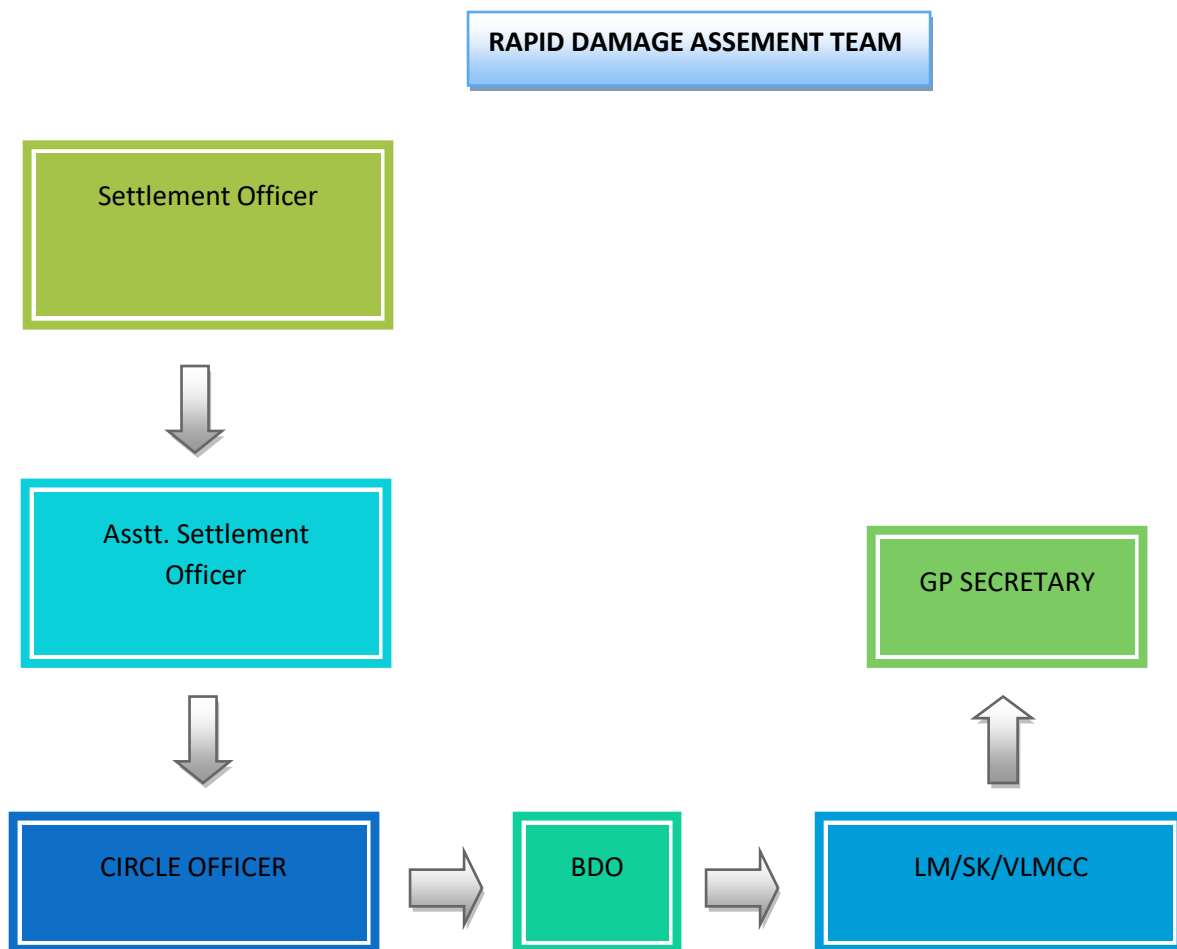 RAPID DAMAGE ASSEMENT TEAM
Settlement Officer
Asstt. Settlement
Officer
GP SECRETARY
CIRCLE OFFICER
BDO
LM/SK/VLMCC